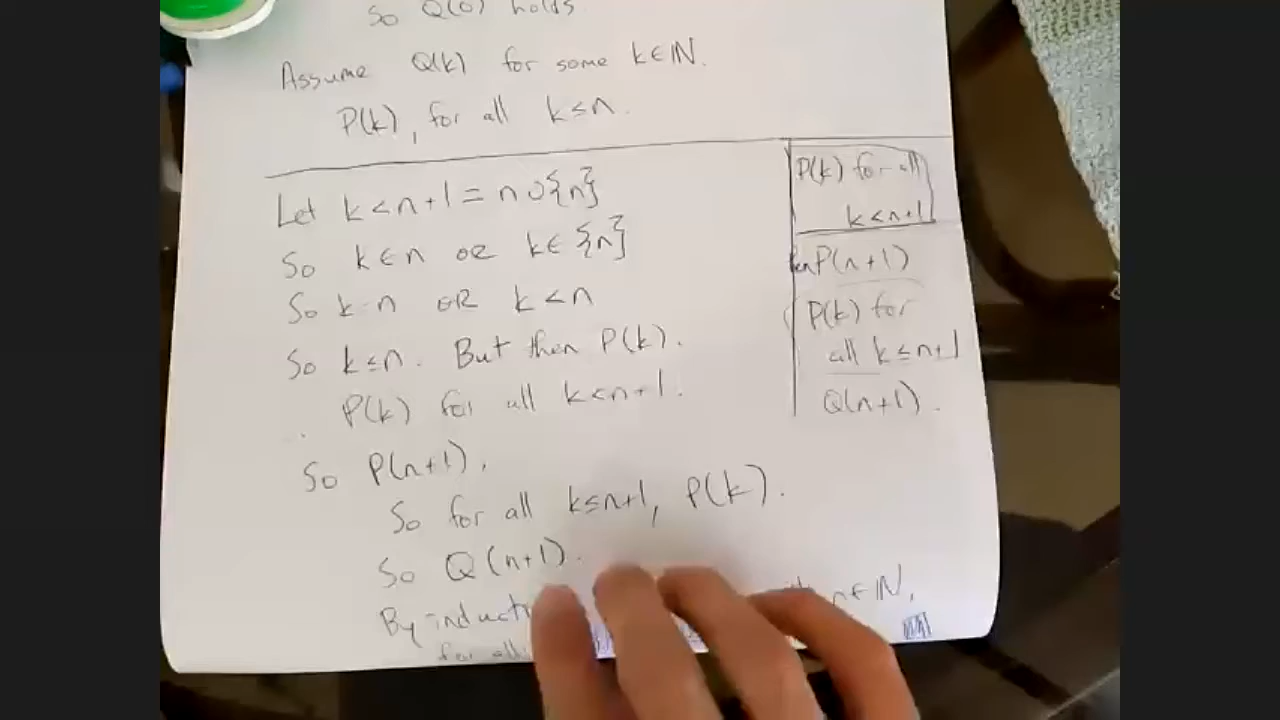 So Q(0) holds
Assume Q(k) for some k∈ℕ.
P(k), for all k≤n.
Let k<n+1 = n∪{n}
So k∈n OR k∈{n}
So k=n OR k<n
So k≤n. But then P(k).
∴ P(k) for all k<n+1.
So P(n+1),
So for all k≤n+1, P(k).
So Q(n+1).
By induct n∈ℕ,
for all
P(k) for all
k<n+1
P(n+1)
P(k) for
all k≤n+1
Q(n+1).